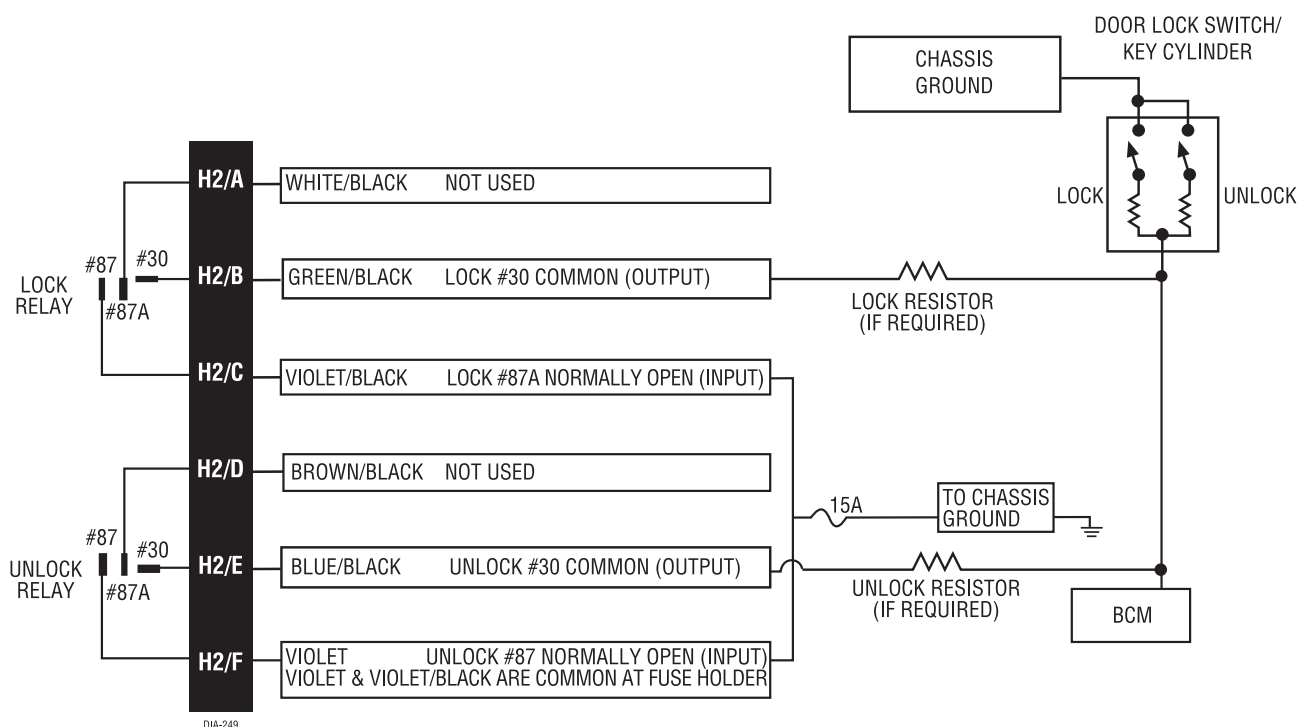 DOOR LOCK SWITCH/
KEY CYLINDER
CHASSIS
GROUND
LOCK
UNLOCK
H2/A
WHITE/BLACK NOT USED
#87
#30
#87A
LOCK
RELAY
H2/B
GREEN/BLACK LOCK #30 COMMON (OUTPUT)
LOCK RESISTOR
(IF REQUIRED)
H2/C
VIOLET/BLACK LOCK #87A NORMALLY OPEN (INPUT)
H2/D
BROWN/BLACK NOT USED
15A
TO CHASSIS
GROUND
#87
#30
#87A
UNLOCK
RELAY
H2/E
BLUE/BLACK UNLOCK #30 COMMON (OUTPUT)
UNLOCK RESISTOR
(IF REQUIRED)
BCM
H2/F
VIOLET UNLOCK #87 NORMALLY OPEN (INPUT)
VIOLET & VIOLET/BLACK ARE COMMON AT FUSE HOLDER
DIA-249